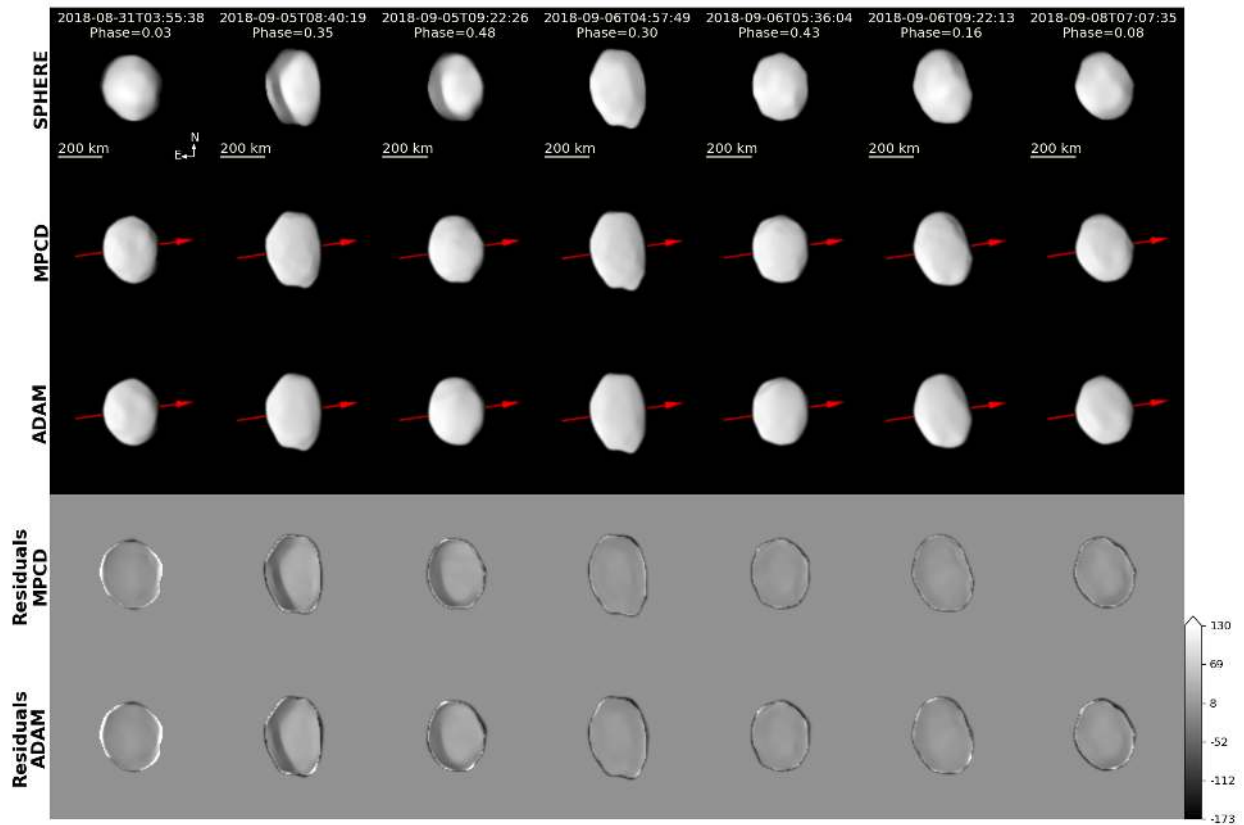 2018-08-31T03:55:38 2018-09-05T08:40:19 2018-09-05T09:22:26 2018-09-06T04:57:49 2018-09-06T05:36:04 2018-09-06T09:22:13 2018-09-08T07:07:35
Phase=0.03 Phase=0.35 Phase=0.48 Phase=0.30 Phase=0.43 Phase=0.16 Phase=0.08
SPHERE
N
E
200 km 200 km 200 km 200 km 200 km 200 km 200 km
MPCD
ADAM
Residuals
MPCD
Residuals
ADAM
130
69
8
-52
-112
-173